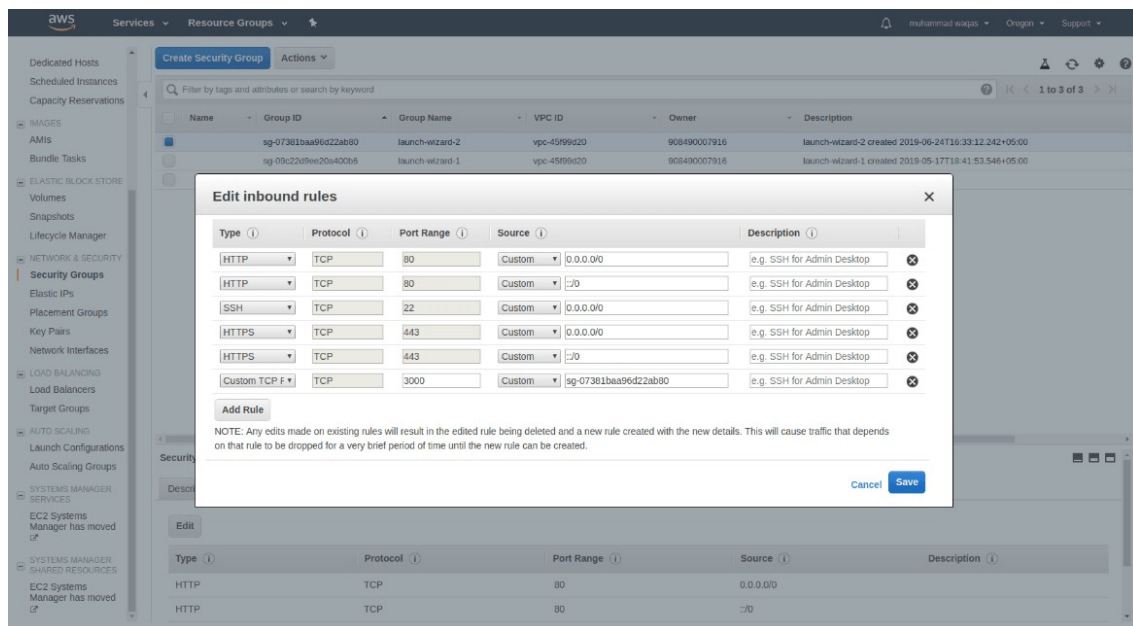 aws Services Resource Groups muhammad waqas Oregon Support
Dedicated Hosts
Scheduled Instances
Capacity Reservations
IMAGES
AMIs
Bundle Tasks
ELASTIC BLOCK STORE
Volumes
Snapshots
Lifecycle Manager
NETWORK & SECURITY
Security Groups
Elastic IPs
Placement Groups
Key Pairs
Network Interfaces
LOAD BALANCING
Load Balancers
Target Groups
AUTO SCALING
Launch Configurations
Auto Scaling Groups
SYSTEMS MANAGER
SERVICES
EC2 Systems
Manager has moved
SYSTEMS MANAGER
SHARED RESOURCES
EC2 Systems
Manager has moved
Create Security Group Actions
Filter by tags and attributes or search by keyword 1 to 3 of 3
Name Group ID Group Name VPC ID Owner Description
sg-07381baa96d22ab80 launch-wizard-2 vpc-45f99d20 908490007916 launch-wizard-2 created 2019-06-24T16:33:12.242+05:00
sg-09c22d9ee20a400b6 launch-wizard-1 vpc-45f99d20 908490007916 launch-wizard-1 created 2019-05-17T18:41:53.546+05:00
Edit inbound rules
Type Protocol Port Range Source Description
HTTP TCP 80 Custom 0.0.0.0/0 e.g. SSH for Admin Desktop
HTTP TCP 80 Custom ::/0 e.g. SSH for Admin Desktop
SSH TCP 22 Custom 0.0.0.0/0 e.g. SSH for Admin Desktop
HTTPS TCP 443 Custom 0.0.0.0/0 e.g. SSH for Admin Desktop
HTTPS TCP 443 Custom ::/0 e.g. SSH for Admin Desktop
Custom TCP F TCP 3000 Custom sg-07381baa96d22ab80 e.g. SSH for Admin Desktop
Add Rule
NOTE: Any edits made on existing rules will result in the edited rule being deleted and a new rule created with the new details. This will cause traffic that depends
on that rule to be dropped for a very brief period of time until the new rule can be created.
Cancel Save
Security
Descri
Edit
Type Protocol Port Range Source Description
HTTP TCP 80 0.0.0.0/0
HTTP TCP 80 ::/0